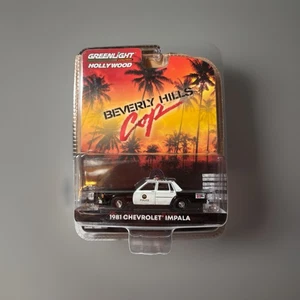 GREENLIGHT
HOLLYWOOD
BEVERLY HILLS
Cop
1981 CHEVROLET IMPALA